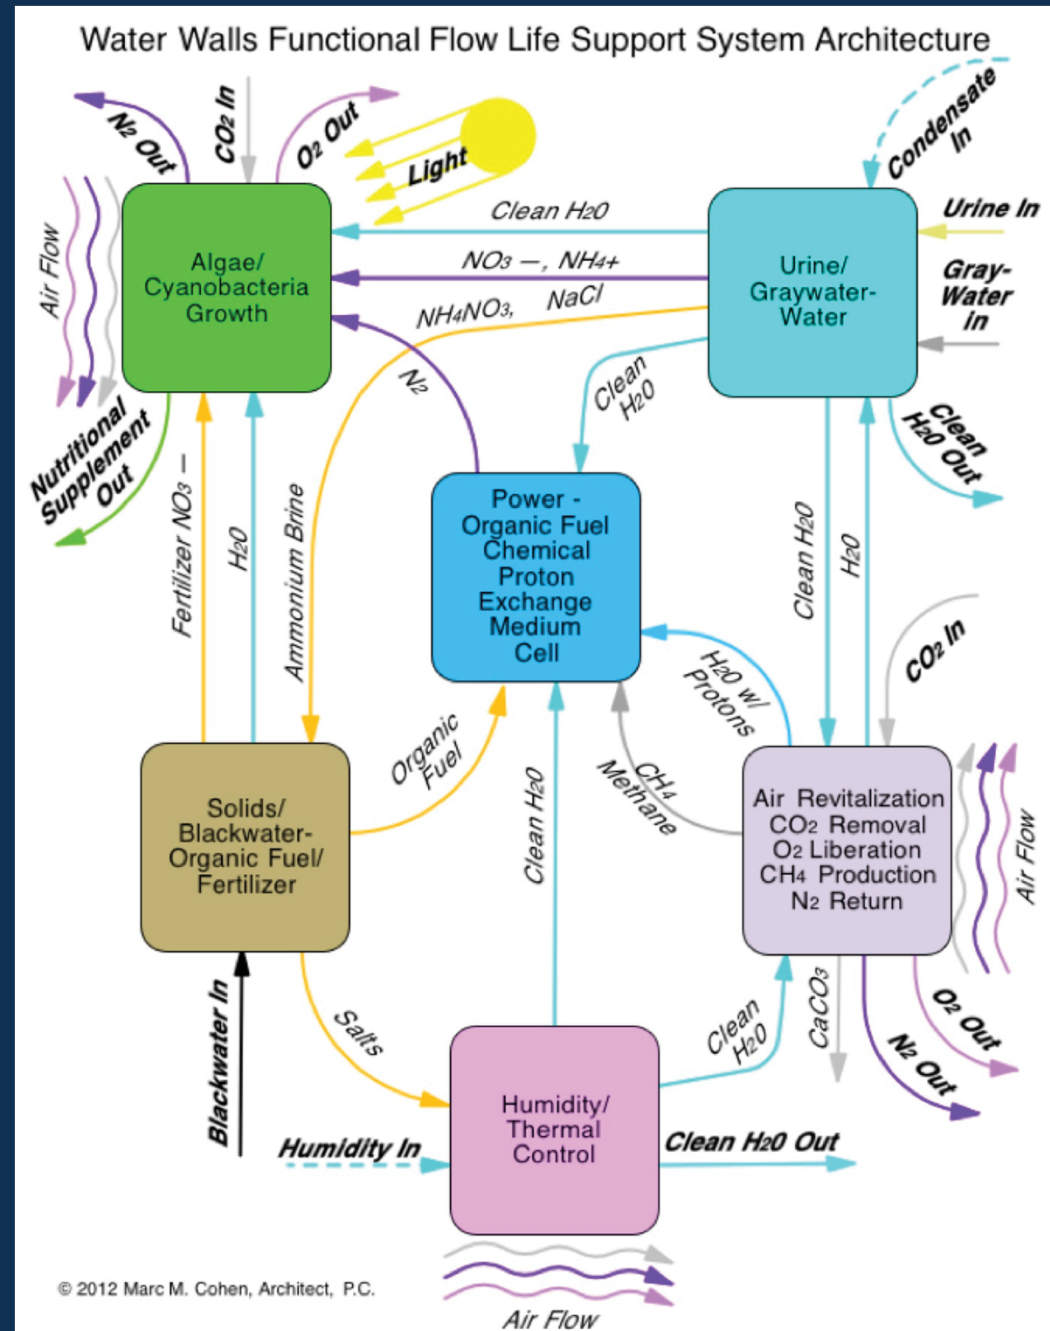 Water Walls Functional Flow Life Support System Architecture
N2 Out
CO2 In
O2 Out
Light
Condensate
In
Air Flow
Algae/
Cyanobacteria
Growth
Clean H2O
NO3 —, NH4+
NH4NO3, NaCl
N2
Clean
H2O
Urine/
Graywater-
Water
Urine In
Gray-
Water
in
Nutritional
Supplement
Out
Clean
H2O Out
Fertilizer NO3 —
H2O
Ammonium Brine
Power -
Organic Fuel
Chemical
Proton
Exchange
Medium
Cell
Clean H2O
H2O
CO2 In
H2O w/
Protons
Organic
Fuel
Clean H2O
CH4
Methane
Solids/
Blackwater-
Organic Fuel/
Fertilizer
Air Revitalization
CO2 Removal
O2 Liberation
CH4 Production
N2 Return
Air Flow
Blackwater In
Salts
Clean
H2O
CaCO3
N2 Out
O2 Out
Humidity/
Thermal
Control
Humidity In
Clean H2O Out
Air Flow
© 2012 Marc M. Cohen, Architect, P.C.